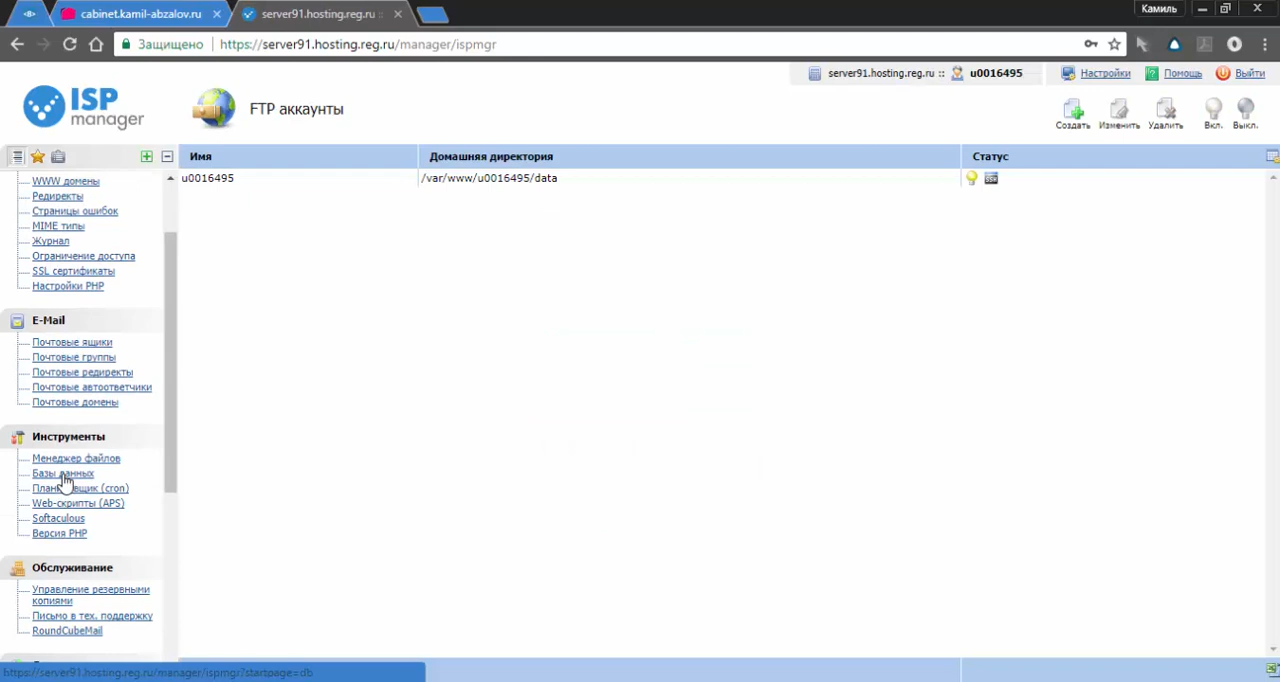 cabinet.kamil-abzalov.ru
server91.hosting.reg.ru ::
Камиль
Защищено
https://server91.hosting.reg.ru/manager/ispmgr
server91.hosting.reg.ru :: u0016495
Настройки
Помощь
Выйти
ISP
manager
FTP аккаунты
Создать
Изменить
Удалить
Вкл.
Выкл.
Имя
Домашняя директория
Статус
u0016495
/var/www/u0016495/data
WWW домены
Редиректы
Страницы ошибок
MIME типы
Журнал
Ограничение доступа
SSL сертификаты
Настройки PHP
E-Mail
Почтовые ящики
Почтовые группы
Почтовые редиректы
Почтовые автоответчики
Почтовые домены
Инструменты
Менеджер файлов
Базы данных
Планировщик (cron)
Web-скрипты (APS)
Softaculous
Версия PHP
Обслуживание
Управление резервными
копиями
Письмо в тех. поддержку
RoundCubeMail
https://server91.hosting.reg.ru/manager/ispmgr?startpage=db